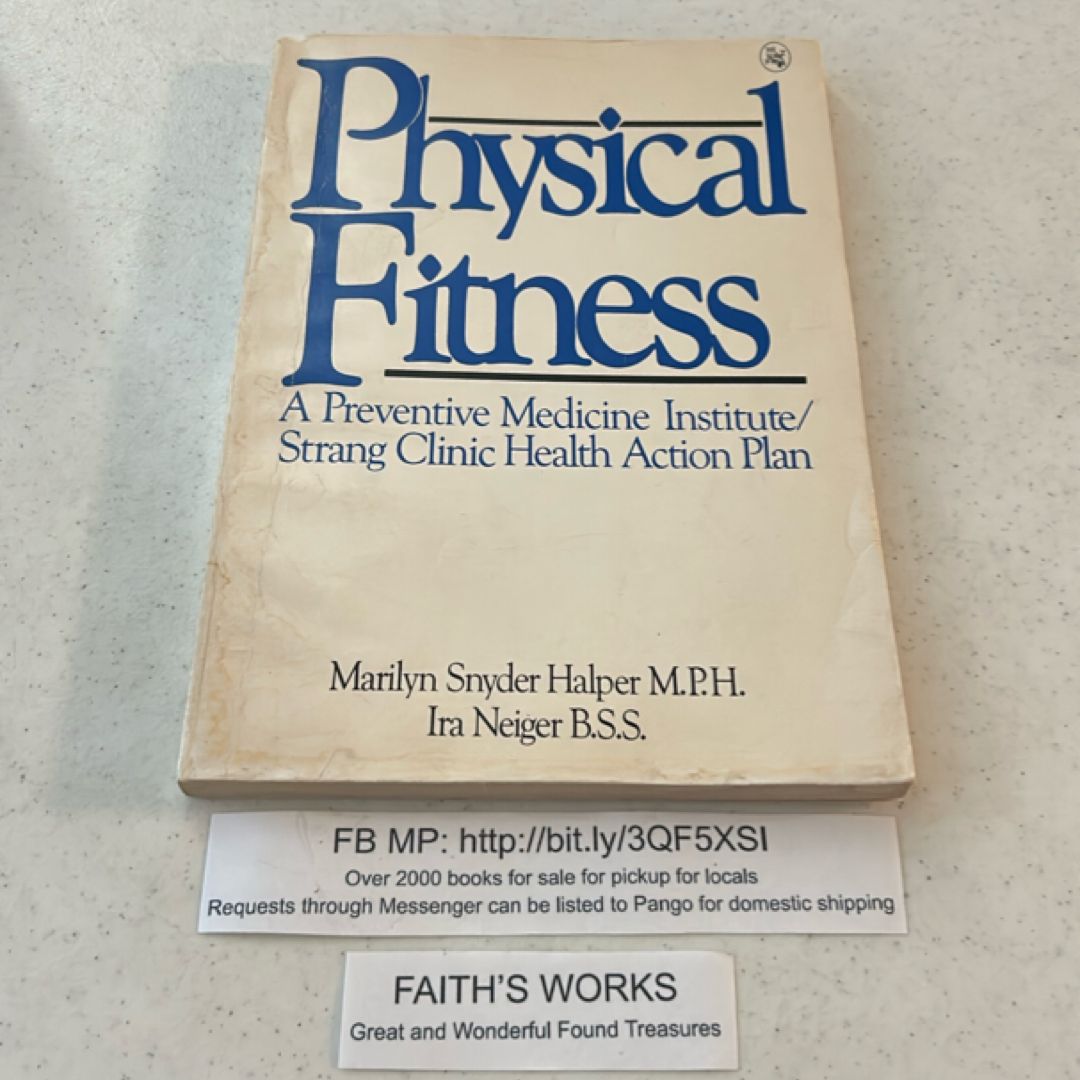 Physical
Fitness
A Preventive Medicine Institute/
Strang Clinic Health Action Plan
Marilyn Snyder Halper M.P.H.
Ira Neiger B.S.S.
FB MP: http://bit.ly/3QF5XSI
Over 2000 books for sale for pickup for locals
Requests through Messenger can be listed to Pango for domestic shipping
FAITH'S WORKS
Great and Wonderful Found Treasures